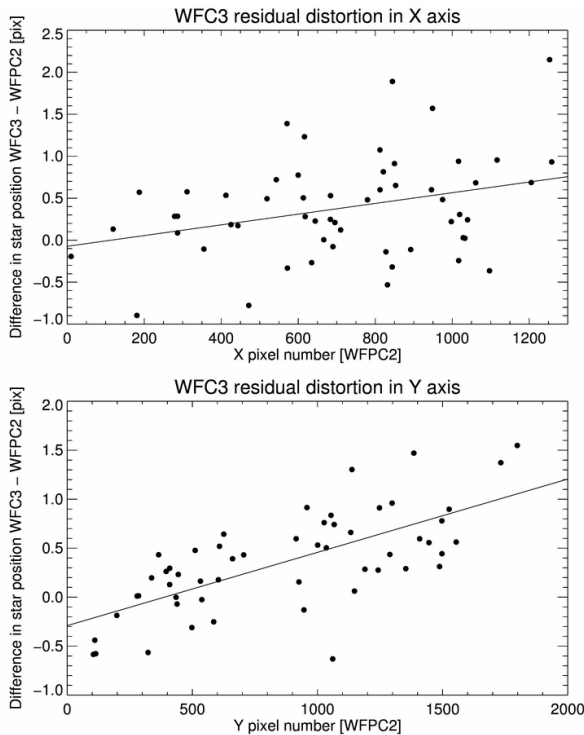 WFC3 residual distortion in X axis
Difference in star position WFC3 − WFPC2 [pix]
2.5
2.0
1.5
1.0
0.5
0.0
−0.5
−1.0
0 200 400 600 800 1000 1200
X pixel number [WFPC2]
WFC3 residual distortion in Y axis
Difference in star position WFC3 − WFPC2 [pix]
2.0
1.5
1.0
0.5
0.0
−0.5
−1.0
0 500 1000 1500 2000
Y pixel number [WFPC2]